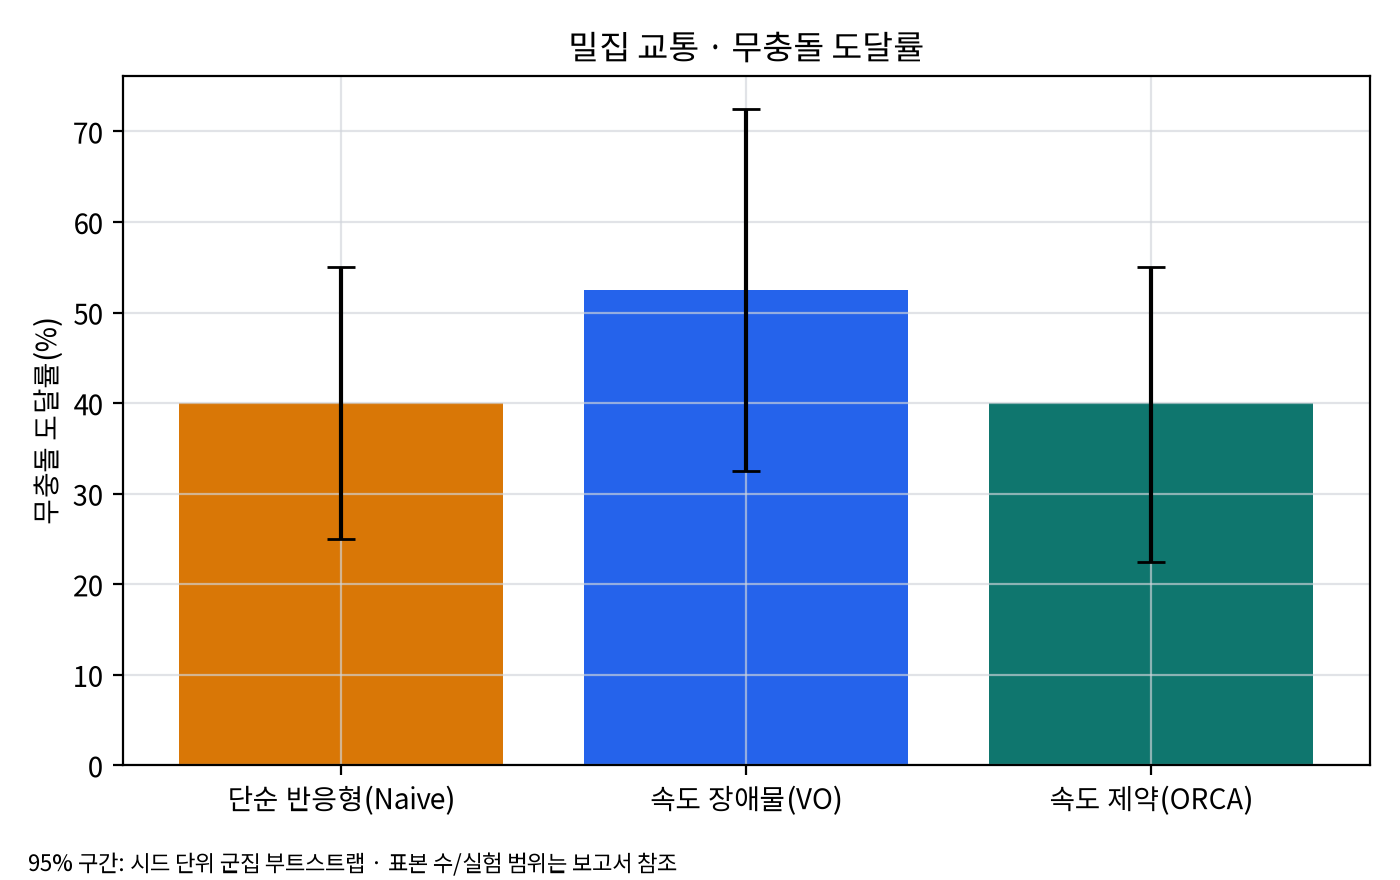 밀집 교통 · 무충돌 도달률
무충돌 도달률(%)
70
60
50
40
30
20
10
0
단순 반응형(Naive)
속도 장애물(VO)
속도 제약(ORCA)
95% 구간: 시드 단위 군집 부트스트랩 · 표본 수/실험 범위는 보고서 참조